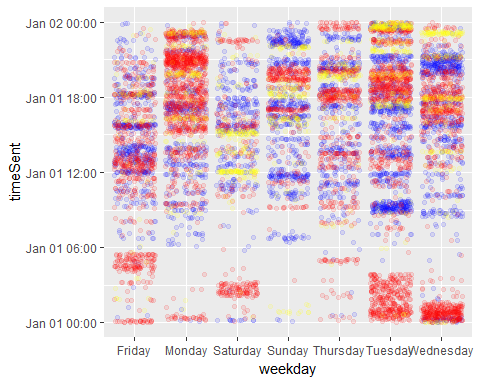 Jan 02 00:00
Jan 01 18:00
Jan 01 12:00
Jan 01 06:00
Jan 01 00:00
timeSent
Friday Monday Saturday Sunday Thursday Tuesday Wednesday
weekday